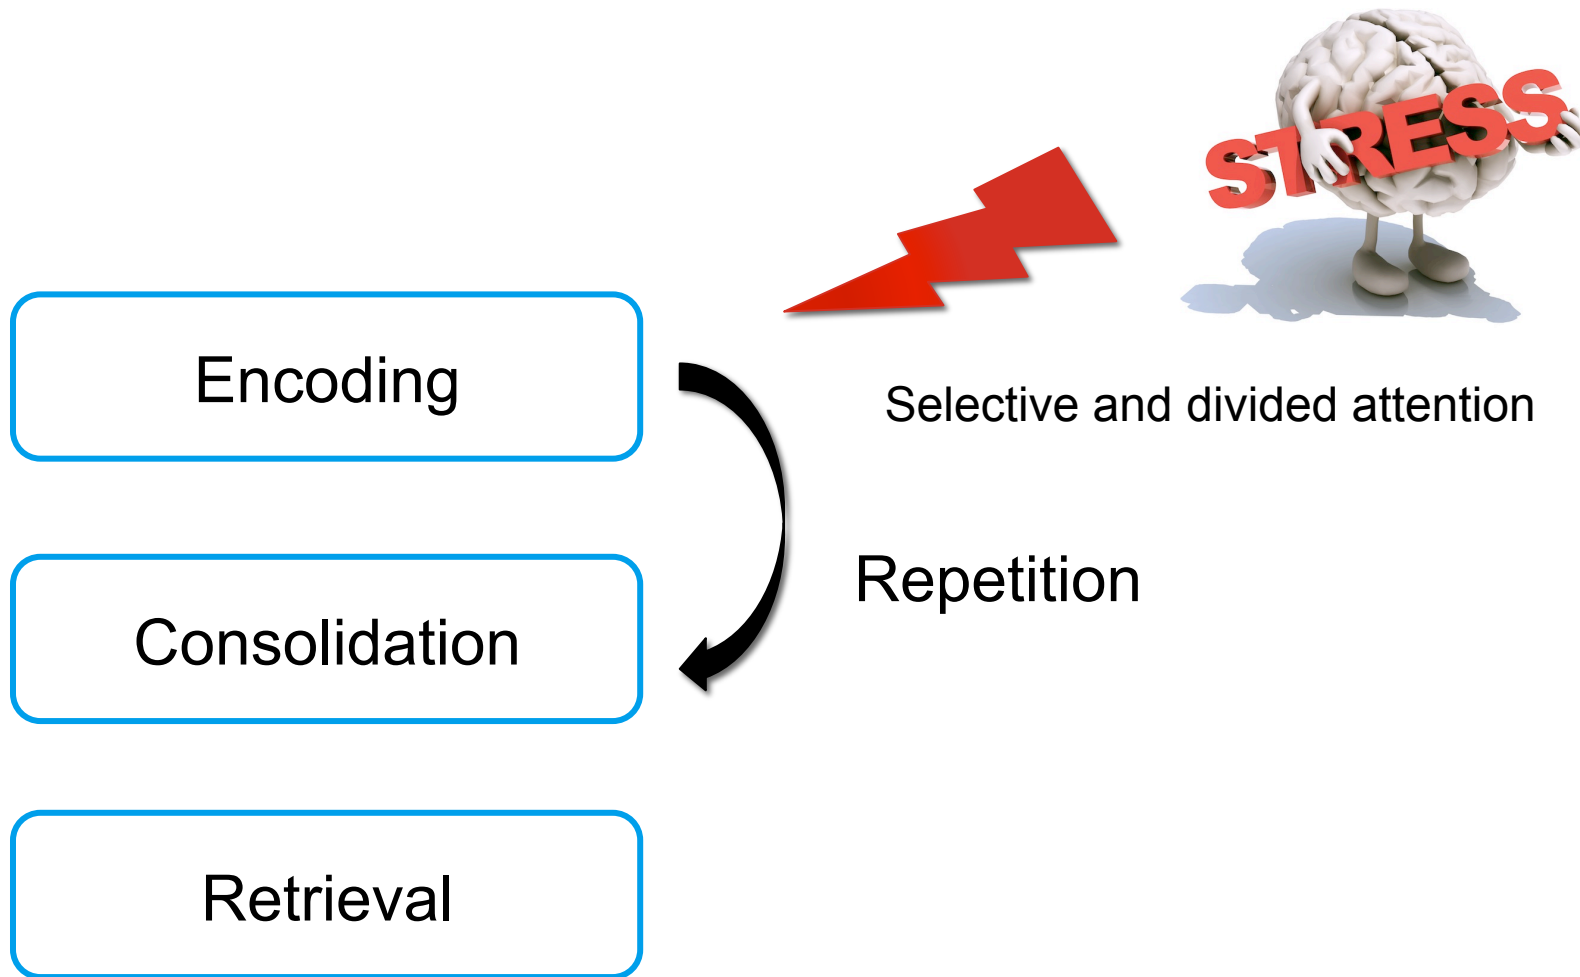 STRESS
Encoding
Selective and divided attention
Repetition
Consolidation
Retrieval